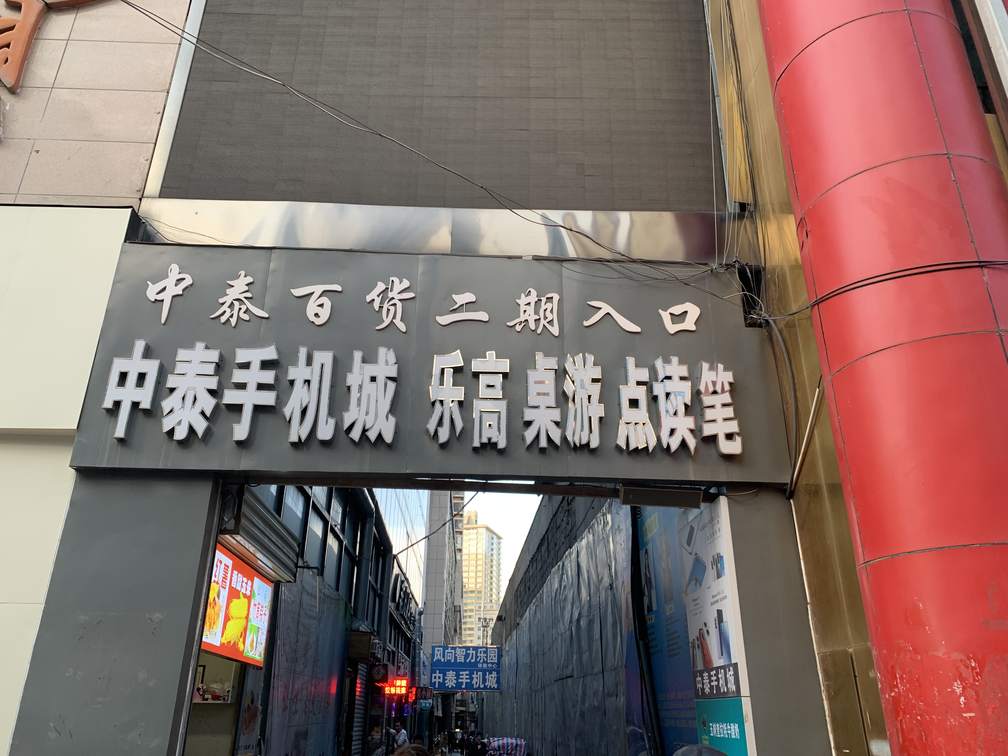 中泰百货二期入口
中泰手机城 乐高桌游点读笔
风向智力乐园
中泰手机城
中泰手机城